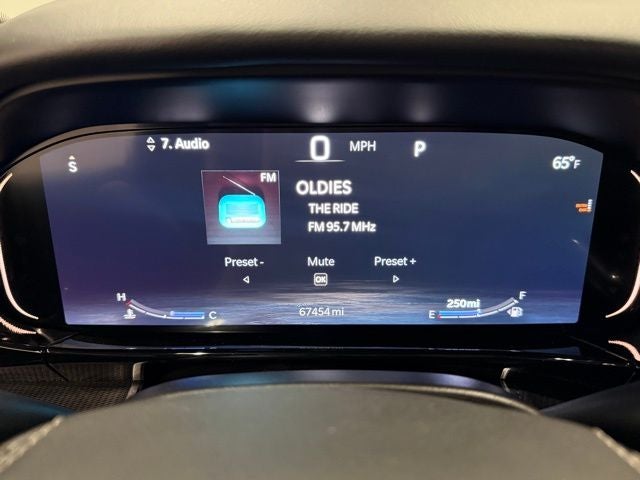 7. Audio
0 MPH
P
S
65°F
FM
OLDIES
THE RIDE
FM 95.7 MHz
Preset - Mute Preset +
OK
H
C
67454 mi
250mi
E
F